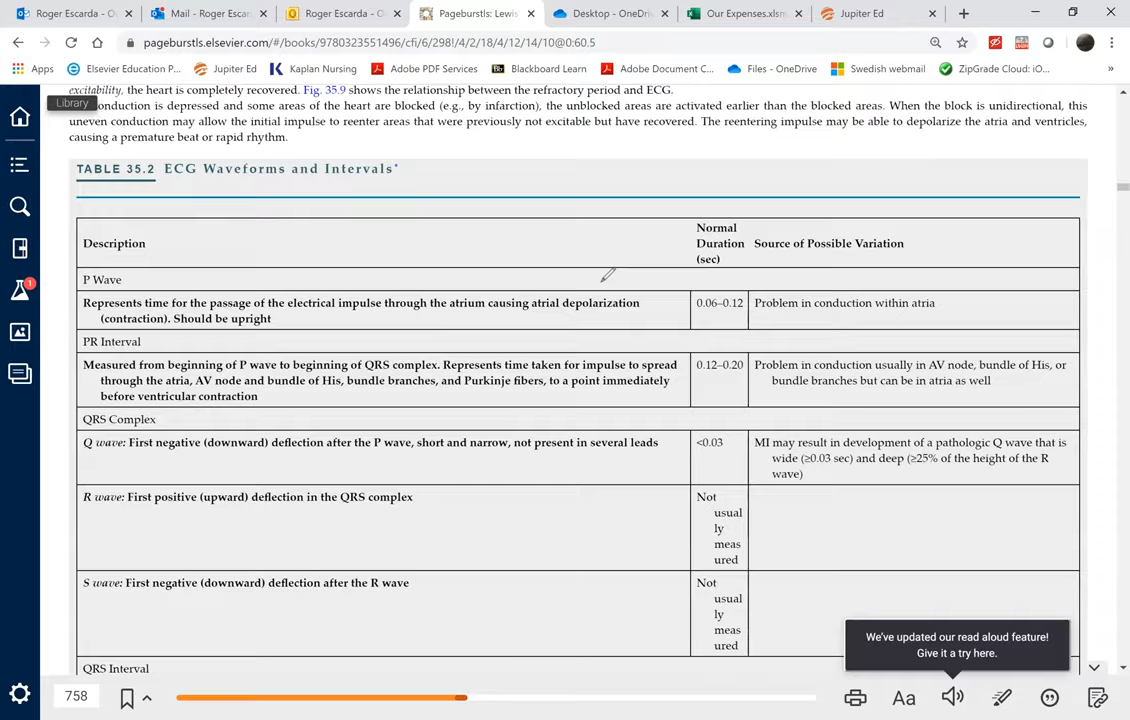 Roger Escarda - O
Mail - Roger Escar
Roger Escarda - O
Pageburstls: Lewis
Desktop - OneDri
Our Expenses.xlsm
Jupiter Ed
pageburstls.elsevier.com/#/books/9780323551496/cfi/6/298!/4/2/18/4/12/14/10@0:60.5
Apps
Elsevier Education P...
Jupiter Ed
Kaplan Nursing
Adobe PDF Services
Blackboard Learn
Adobe Document C...
Files - OneDrive
Swedish webmail
ZipGrade Cloud: iO...
»
excitability, the heart is completely recovered. Fig. 35.9 shows the relationship between the refractory period and ECG.
Library
conduction is depressed and some areas of the heart are blocked (e.g., by infarction), the unblocked areas are activated earlier than the blocked areas. When the block is unidirectional, this
uneven conduction may allow the initial impulse to reenter areas that were previously not excitable but have recovered. The reentering impulse may be able to depolarize the atria and ventricles,
causing a premature beat or rapid rhythm.
TABLE 35.2 ECG Waveforms and Intervals*
Description
Normal
Duration
(sec)
Source of Possible Variation
P Wave
Represents time for the passage of the electrical impulse through the atrium causing atrial depolarization
(contraction). Should be upright
0.06–0.12
Problem in conduction within atria
PR Interval
Measured from beginning of P wave to beginning of QRS complex. Represents time taken for impulse to spread
through the atria, AV node and bundle of His, bundle branches, and Purkinje fibers, to a point immediately
before ventricular contraction
0.12–0.20
Problem in conduction usually in AV node, bundle of His, or
bundle branches but can be in atria as well
QRS Complex
Q wave: First negative (downward) deflection after the P wave, short and narrow, not present in several leads
<0.03
MI may result in development of a pathologic Q wave that is
wide (≥0.03 sec) and deep (≥25% of the height of the R
wave)
R wave: First positive (upward) deflection in the QRS complex
Not
usual
ly
meas
ured
S wave: First negative (downward) deflection after the R wave
Not
usual
ly
meas
ured
QRS Interval
We've updated our read aloud feature!
Give it a try here.
1
758
Aa